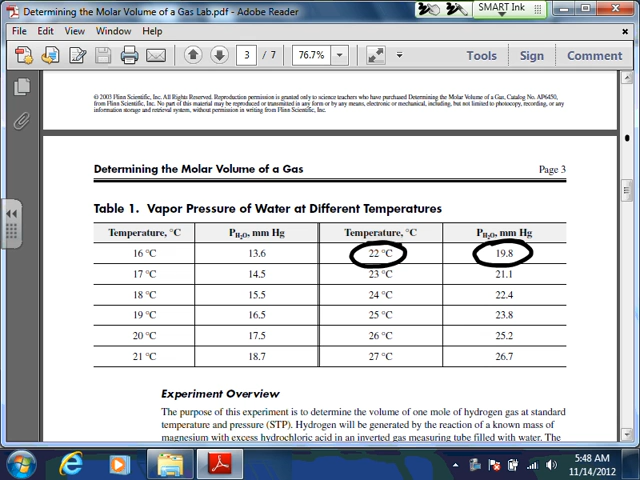 Determining the Molar Volume of a Gas Lab.pdf - Adobe Reader
SMART Ink
File Edit View Window Help
3 / 7 76.7% Tools Sign Comment
© 2003 Flinn Scientific, Inc. All Rights Reserved. Reproduction permission is granted only to science teachers who have purchased Determining the Molar Volume of a Gas, Catalog No. AP6450,
from Flinn Scientific, Inc. No part of this material may be reproduced or transmitted in any form or by any means, electronic or mechanical, including, but not limited to photocopy, recording, or any
information storage and retrieval system, without permission in writing from Flinn Scientific, Inc.
Determining the Molar Volume of a Gas Page 3
Table 1. Vapor Pressure of Water at Different Temperatures
Temperature, °C P_H₂O, mm Hg Temperature, °C P_H₂O, mm Hg
16 °C 13.6 22 °C 19.8
17 °C 14.5 23 °C 21.1
18 °C 15.5 24 °C 22.4
19 °C 16.5 25 °C 23.8
20 °C 17.5 26 °C 25.2
21 °C 18.7 27 °C 26.7
Experiment Overview
The purpose of this experiment is to determine the volume of one mole of hydrogen gas at standard
temperature and pressure (STP). Hydrogen will be generated by the reaction of a known mass of
magnesium with excess hydrochloric acid in an inverted gas measuring tube filled with water. The
5:48 AM
11/14/2012